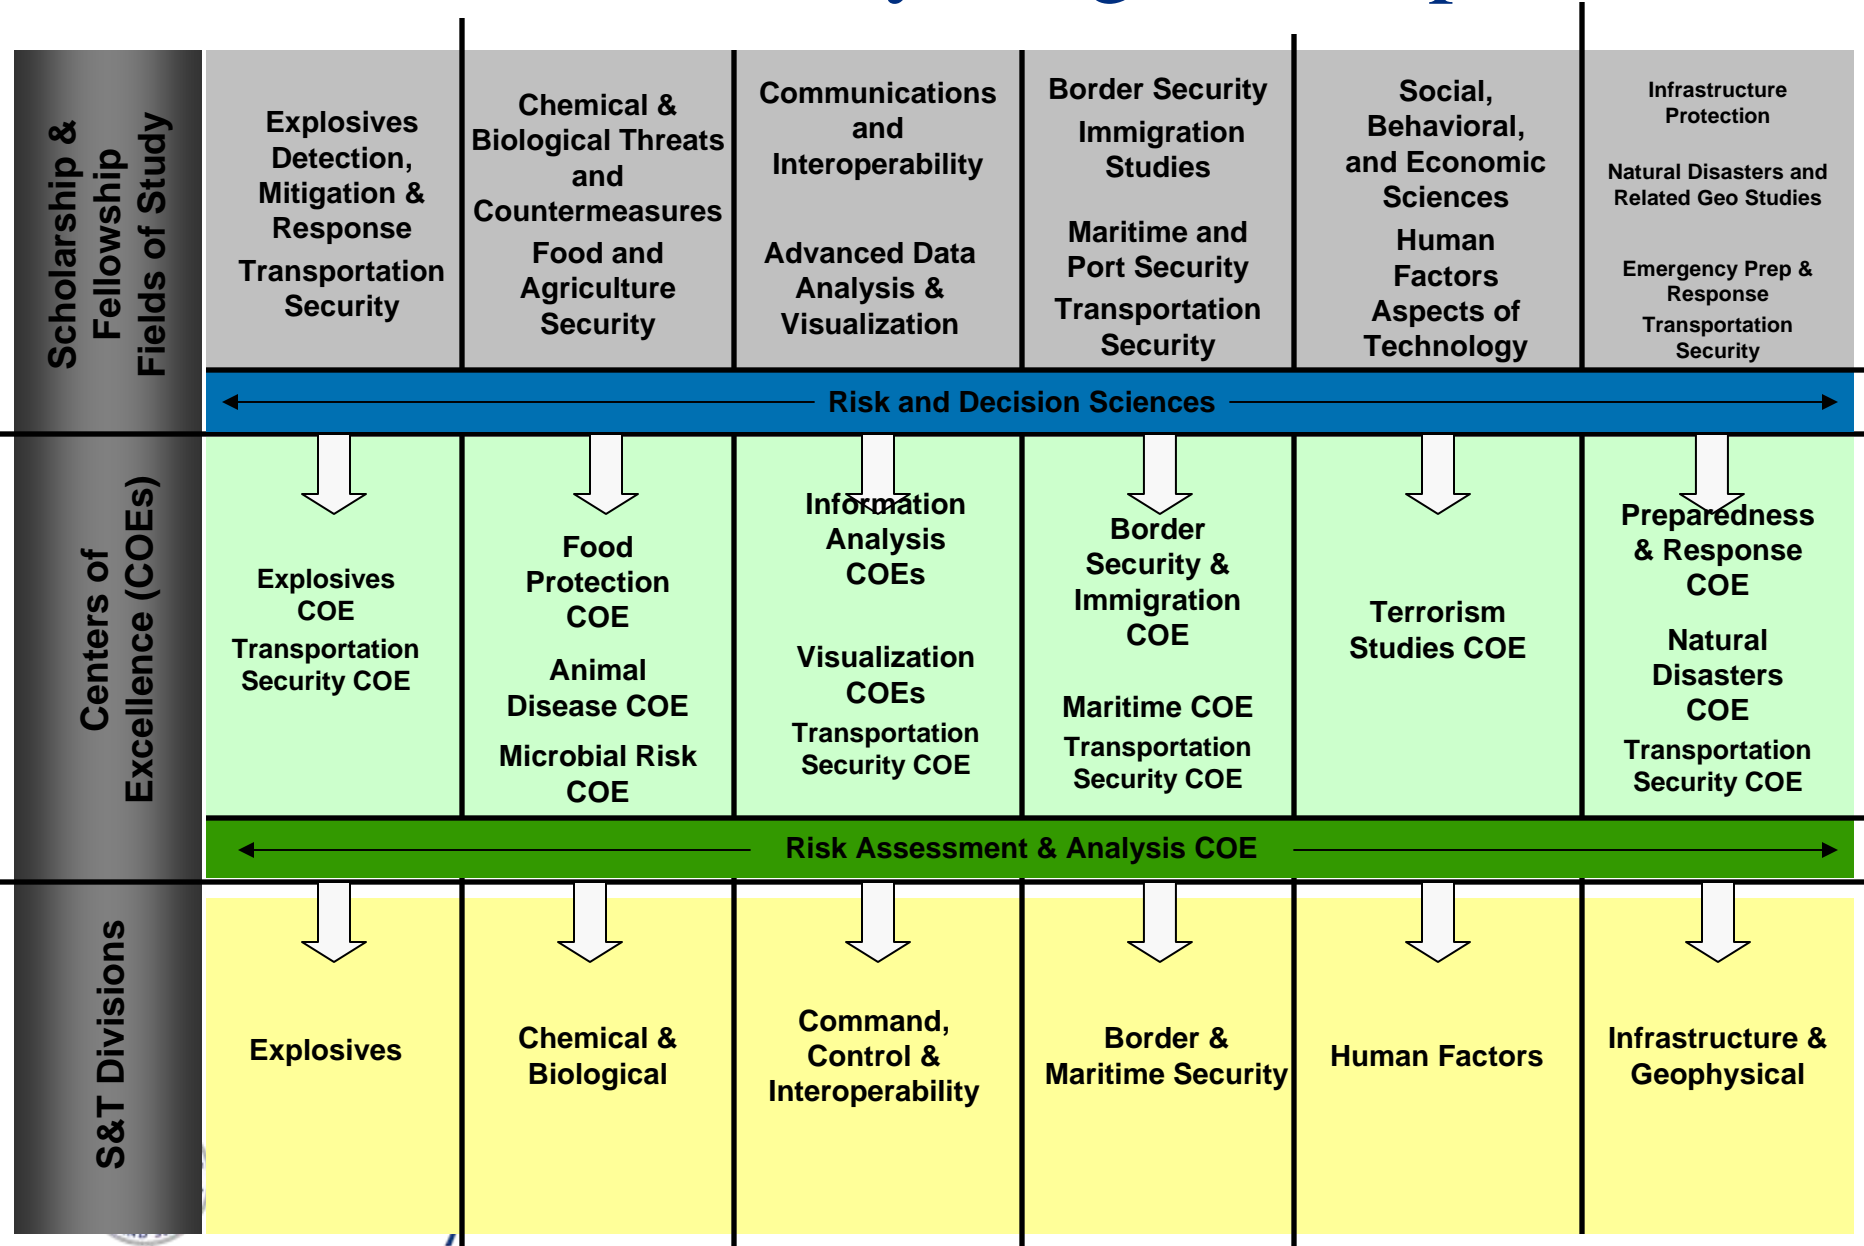 Scholarship &
Fellowship
Fields of Study
Explosives
Detection,
Mitigation &
Response
Transportation
Security
Chemical &
Biological Threats
and
Countermeasures
Food and
Agriculture
Security
Communications
and
Interoperability
Advanced Data
Analysis &
Visualization
Border Security
Immigration
Studies
Maritime and
Port Security
Transportation
Security
Social,
Behavioral,
and Economic
Sciences
Human
Factors
Aspects of
Technology
Infrastructure
Protection
Natural Disasters and
Related Geo Studies
Emergency Prep &
Response
Transportation
Security
Risk and Decision Sciences
Centers of
Excellence (COEs)
Explosives
COE
Transportation
Security COE
Food
Protection
COE
Animal
Disease COE
Microbial Risk
COE
Information
Analysis
COEs
Visualization
COEs
Transportation
Security COE
Border
Security &
Immigration
COE
Maritime COE
Transportation
Security COE
Terrorism
Studies COE
Preparedness
& Response
COE
Natural
Disasters
COE
Transportation
Security COE
Risk Assessment & Analysis COE
S&T Divisions
Explosives
Chemical &
Biological
Command,
Control &
Interoperability
Border &
Maritime Security
Human Factors
Infrastructure &
Geophysical